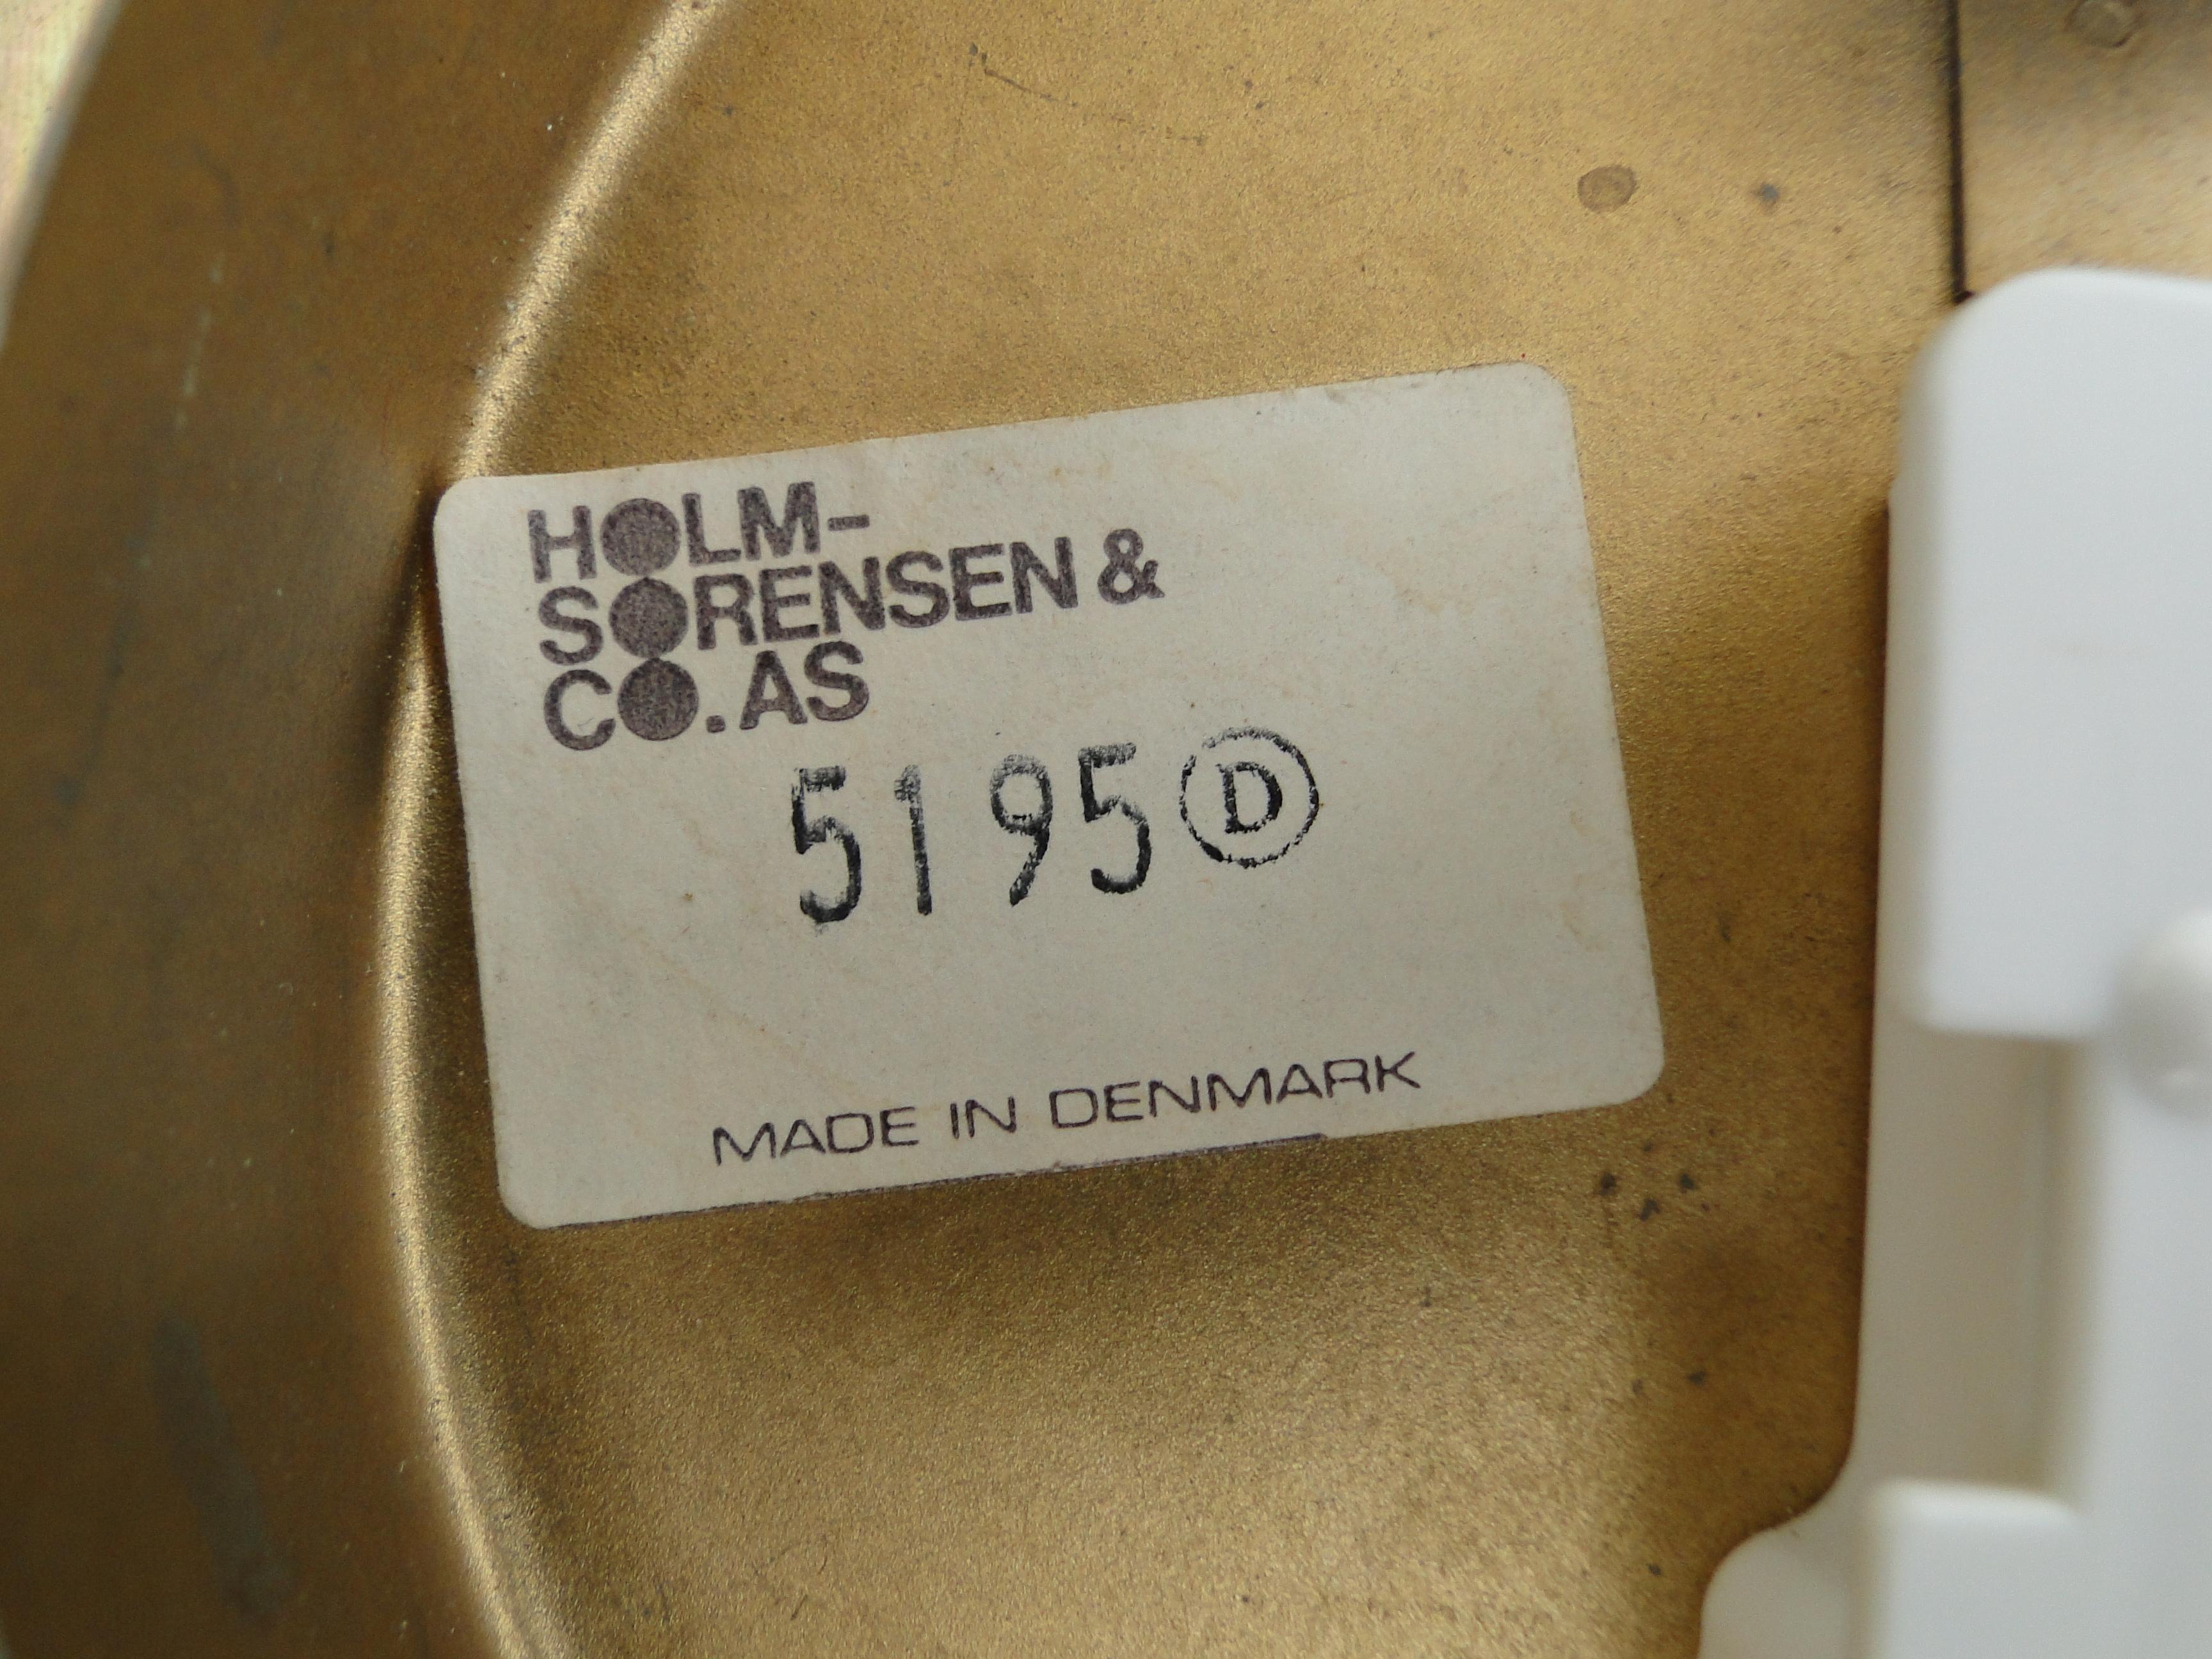 HOLM-
SORENSEN &
CO. AS
5195 Ⓓ
MADE IN DENMARK